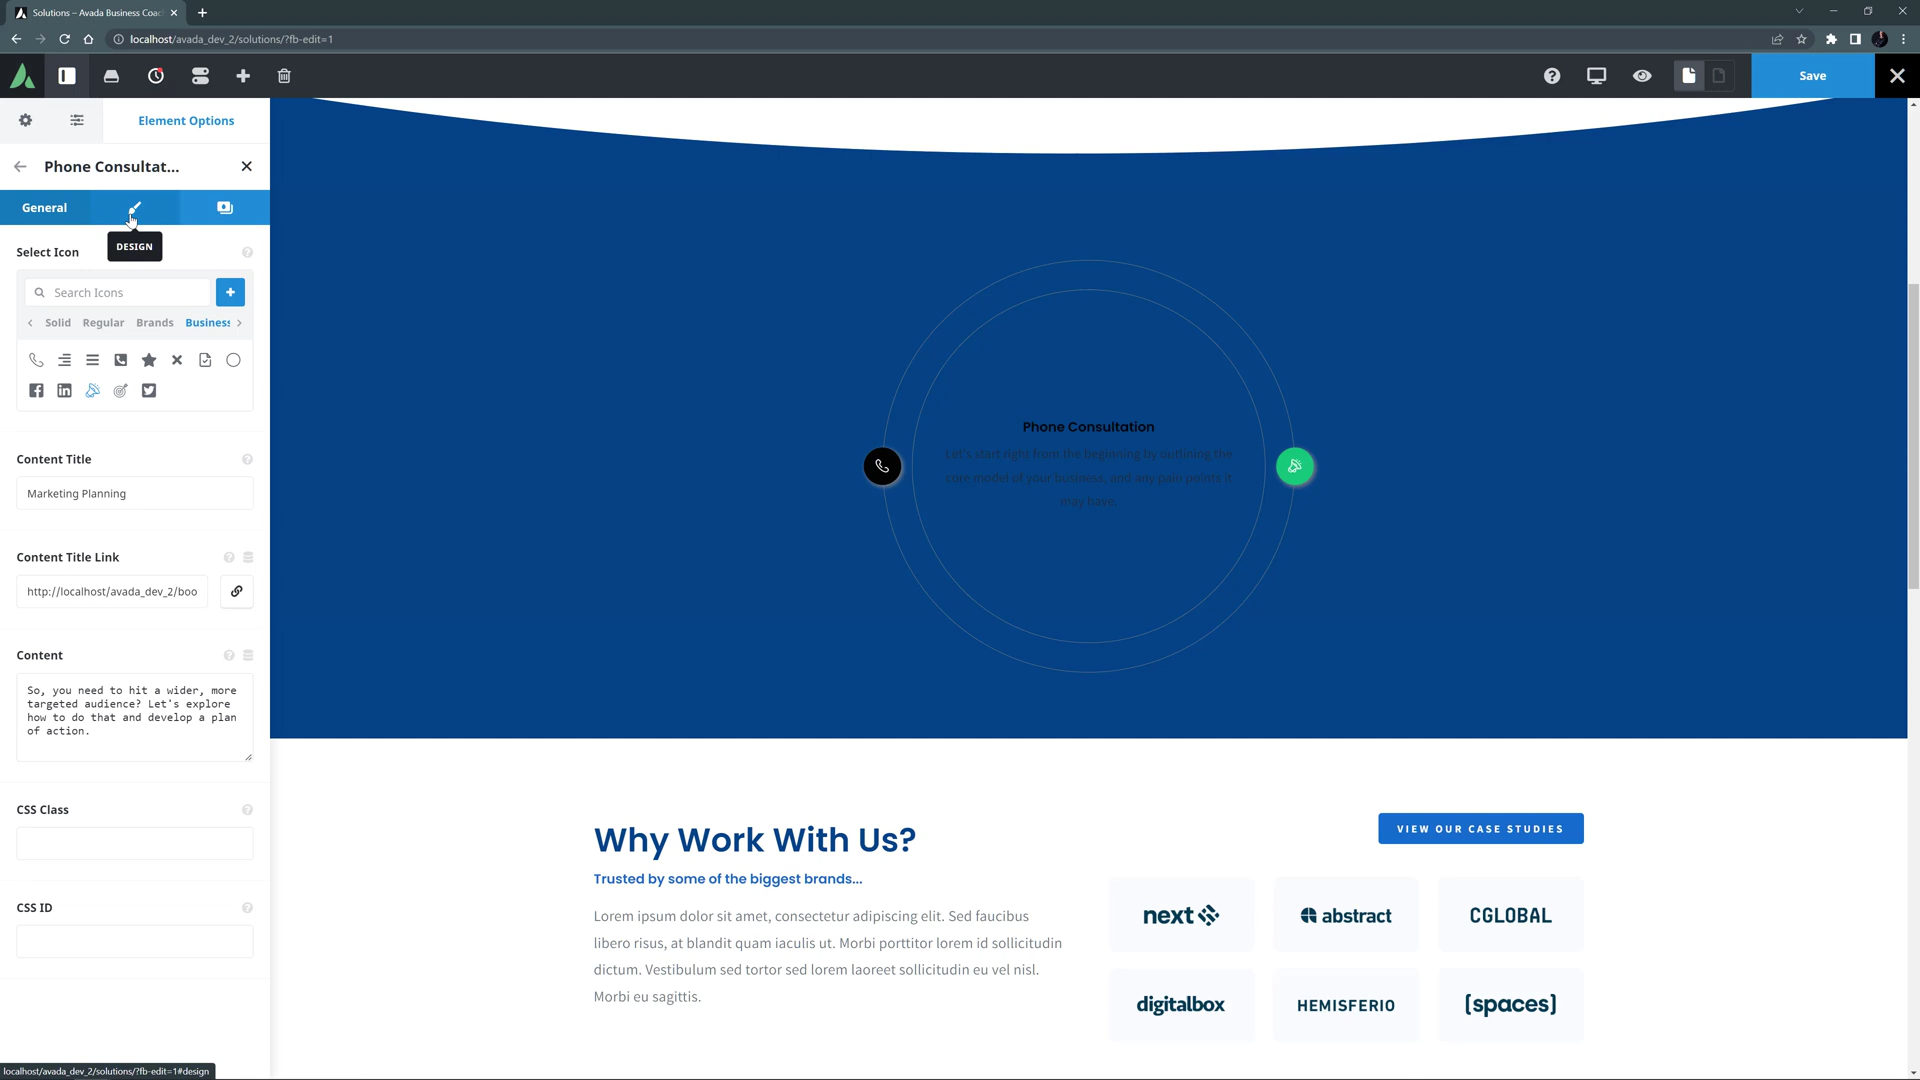 Solutions – Avada Business Coac
localhost/avada_dev_2/solutions/?fb-edit=1
Save
Element Options
Phone Consultat...
General
DESIGN
Select Icon
Search Icons
Solid Regular Brands Business
Content Title
Marketing Planning
Content Title Link
http://localhost/avada_dev_2/boo
Content
So, you need to hit a wider, more
targeted audience? Let's explore
how to do that and develop a plan
of action.
CSS Class
CSS ID
localhost/avada_dev_2/solutions/?fb-edit=1#design
Phone Consultation
Let's start right from the beginning by outlining the
core model of your business, and any pain points it
may have.
Why Work With Us?
Trusted by some of the biggest brands...
Lorem ipsum dolor sit amet, consectetur adipiscing elit. Sed faucibus
libero risus, at blandit quam iaculis ut. Morbi porttitor lorem id sollicitudin
dictum. Vestibulum sed tortor sed lorem laoreet sollicitudin eu vel nisl.
Morbi eu sagittis.
VIEW OUR CASE STUDIES
next
abstract
CGLOBAL
digitalbox
HEMISFERIO
[spaces]